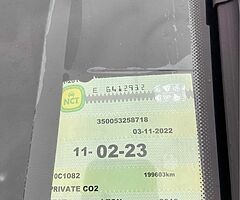 E 6412932
NCT
350053258718
03-11-2022
11-02-23
0C1082
199603km
PRIVATE CO2